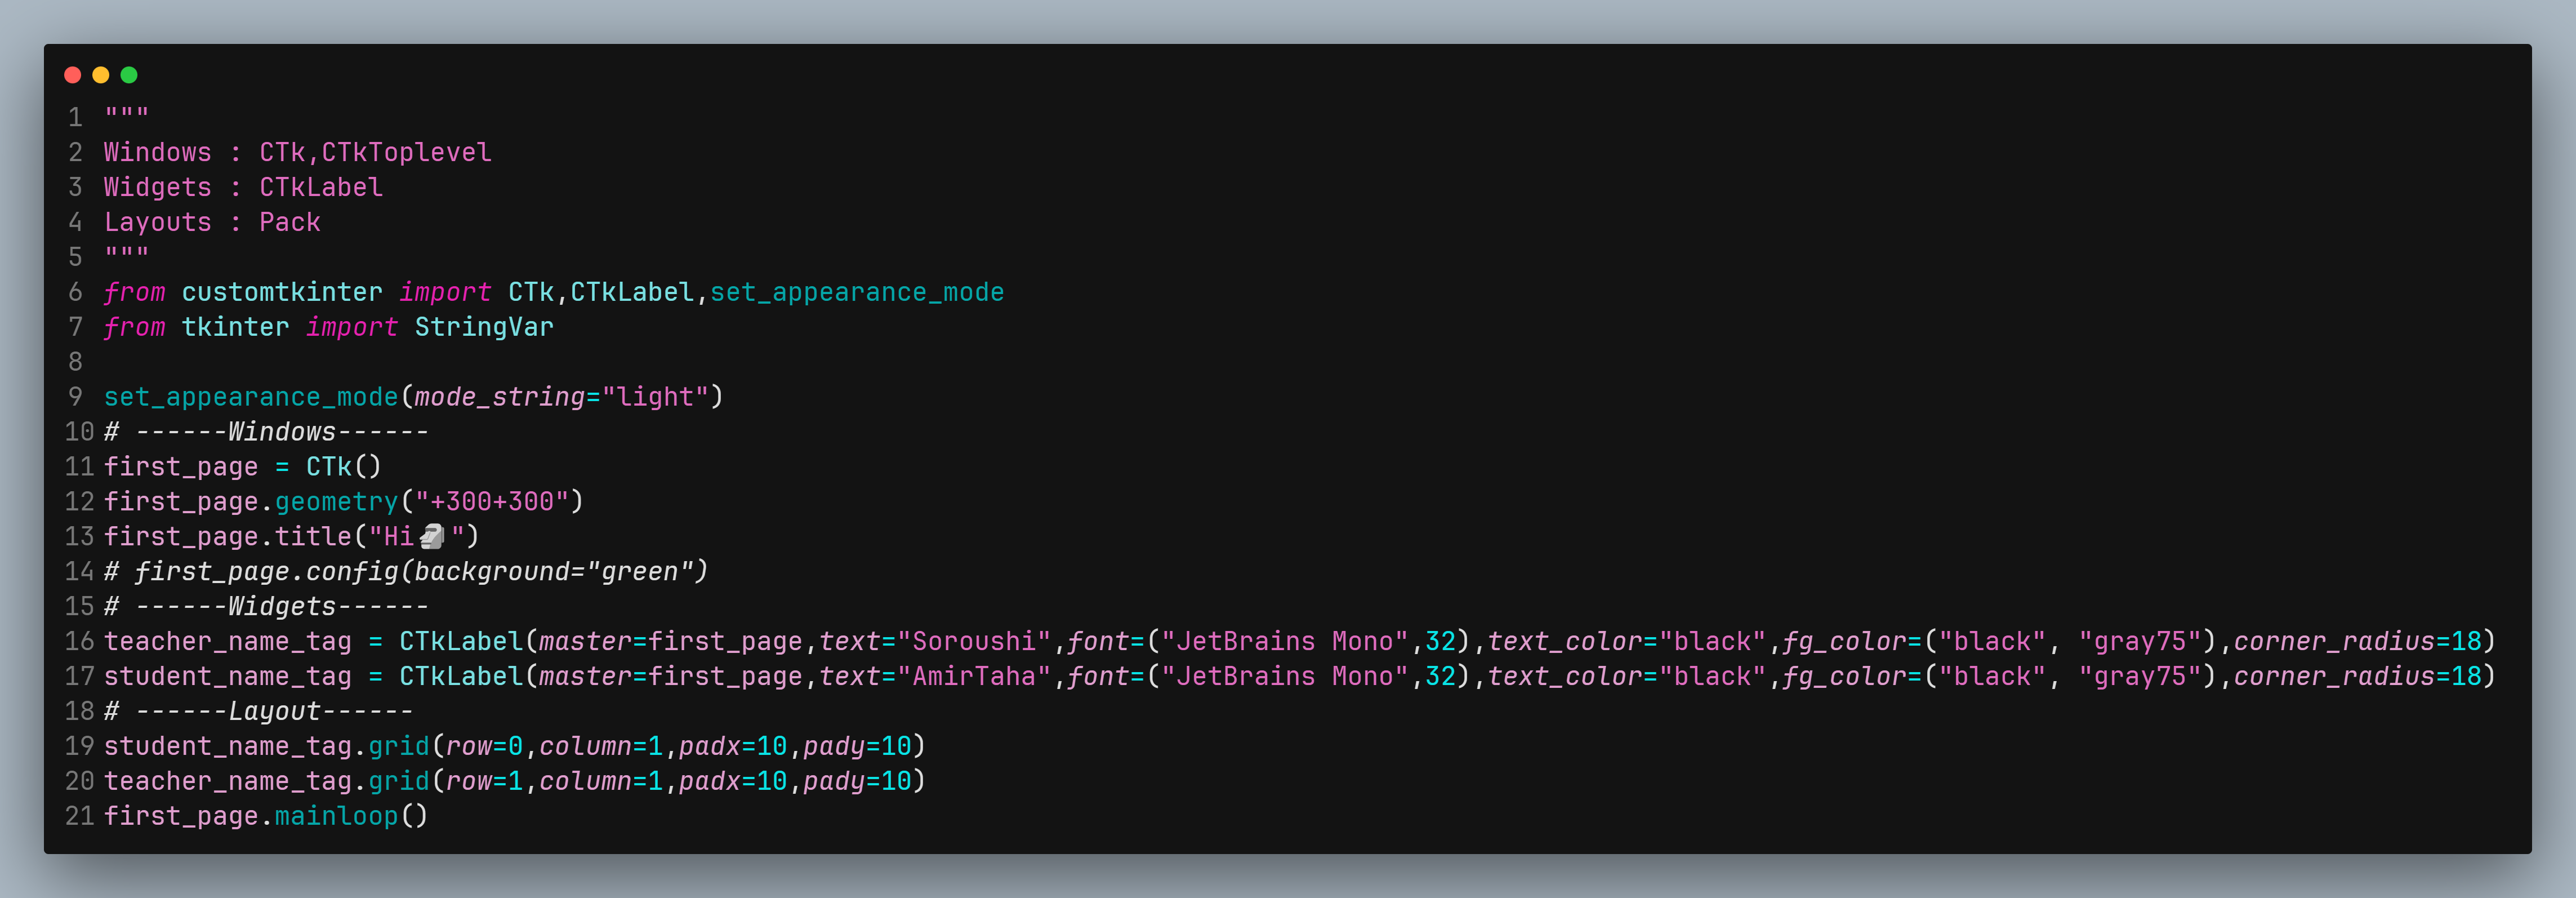 1 """
2 Windows : CTk,CTkToplevel
3 Widgets : CTkLabel
4 Layouts : Pack
5 """
6 from customtkinter import CTk,CTkLabel,set_appearance_mode
7 from tkinter import StringVar
8
9 set_appearance_mode(mode_string="light")
10 # ------Windows------
11 first_page = CTk()
12 first_page.geometry("+300+300")
13 first_page.title("Hi🗿")
14 # first_page.config(background="green")
15 # ------Widgets------
16 teacher_name_tag = CTkLabel(master=first_page,text="Soroushi",font=("JetBrains Mono",32),text_color="black",fg_color=("black", "gray75"),corner_radius=18)
17 student_name_tag = CTkLabel(master=first_page,text="AmirTaha",font=("JetBrains Mono",32),text_color="black",fg_color=("black", "gray75"),corner_radius=18)
18 # ------Layout------
19 student_name_tag.grid(row=0,column=1,padx=10,pady=10)
20 teacher_name_tag.grid(row=1,column=1,padx=10,pady=10)
21 first_page.mainloop()